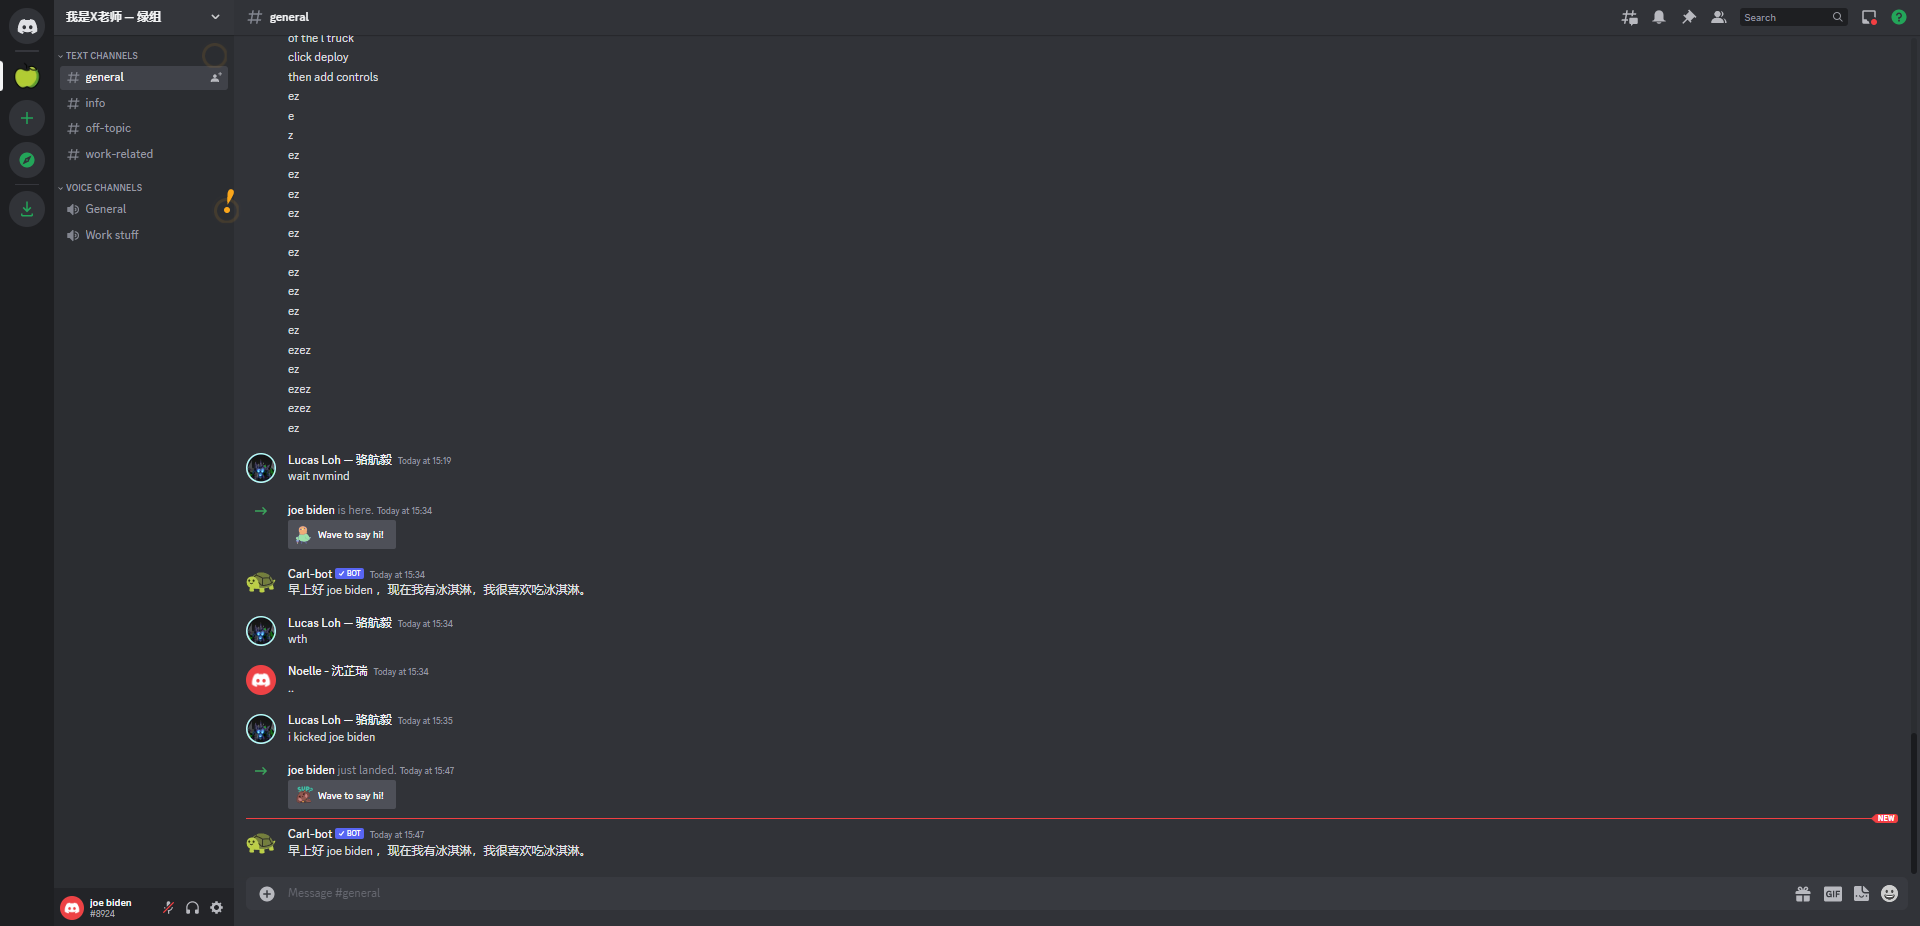 我是X老师 — 绿组
general
Search
TEXT CHANNELS
general
info
off-topic
work-related
VOICE CHANNELS
General
Work stuff
of the l truck
click deploy
then add controls
ez
e
z
ez
ez
ez
ez
ez
ez
ez
ez
ez
ez
ezez
ez
ezez
ezez
ez
Lucas Loh — 骆航毅 Today at 15:19
wait nvmind
joe biden is here. Today at 15:34
Wave to say hi!
Carl-bot BOT Today at 15:34
早上好 joe biden ，现在我有冰淇淋，我很喜欢吃冰淇淋。
Lucas Loh — 骆航毅 Today at 15:34
wth
Noelle - 沈芷瑞 Today at 15:34
..
Lucas Loh — 骆航毅 Today at 15:35
i kicked joe biden
joe biden just landed. Today at 15:47
Wave to say hi!
NEW
Carl-bot BOT Today at 15:47
早上好 joe biden ，现在我有冰淇淋，我很喜欢吃冰淇淋。
Message #general
GIF
joe biden
#8924